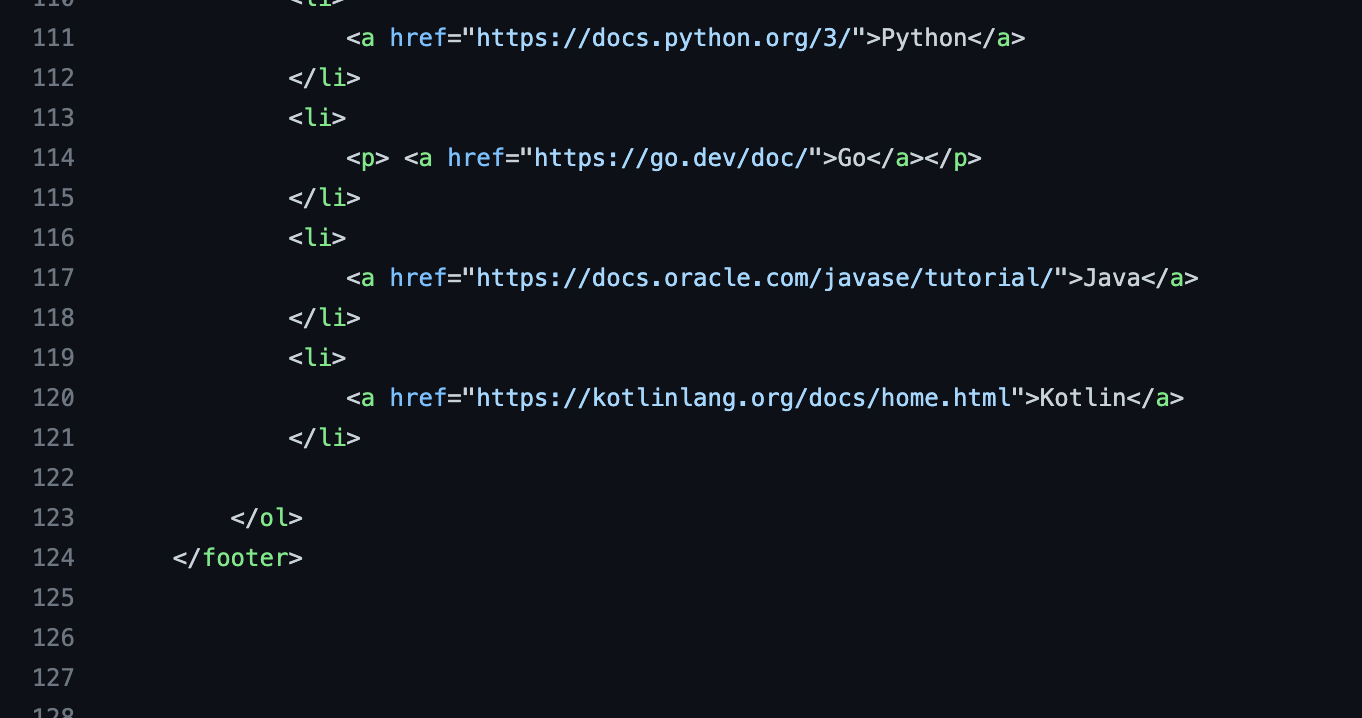 110 <li>
111 <a href="https://docs.python.org/3/">Python</a>
112 </li>
113 <li>
114 <p> <a href="https://go.dev/doc/">Go</a></p>
115 </li>
116 <li>
117 <a href="https://docs.oracle.com/javase/tutorial/">Java</a>
118 </li>
119 <li>
120 <a href="https://kotlinlang.org/docs/home.html">Kotlin</a>
121 </li>
122
123 </ol>
124 </footer>
125
126
127
128